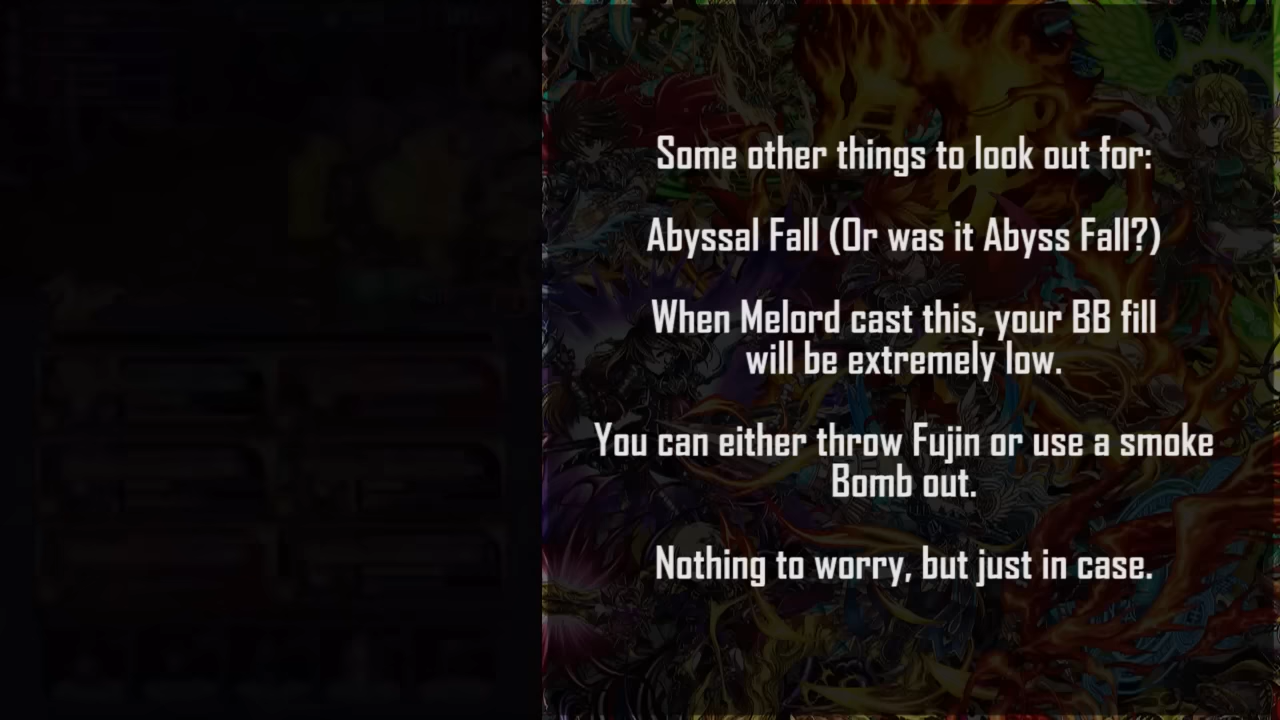 Some other things to look out for:
Abyssal Fall (Or was it Abyss Fall?)
When Melord cast this, your BB fill
will be extremely low.
You can either throw Fujin or use a smoke
Bomb out.
Nothing to worry, but just in case.